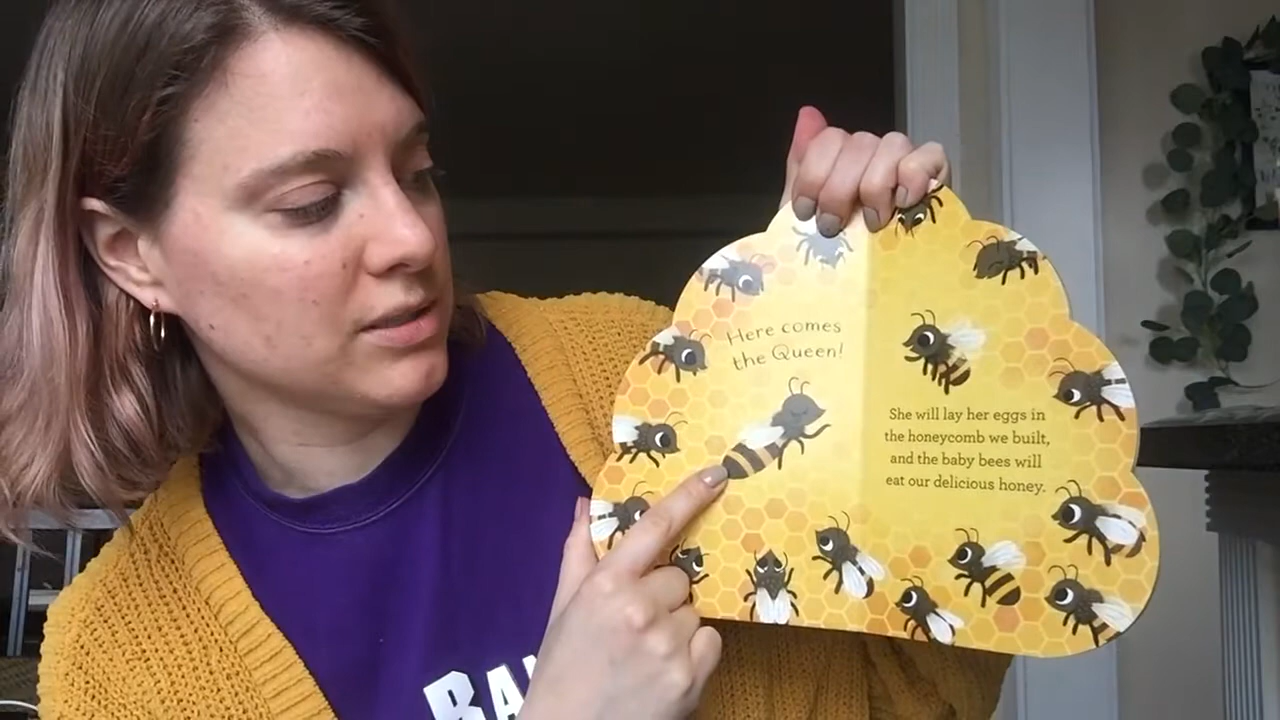 Here comes
the Queen!
She will lay her eggs in
the honeycomb we built,
and the baby bees will
eat our delicious honey.